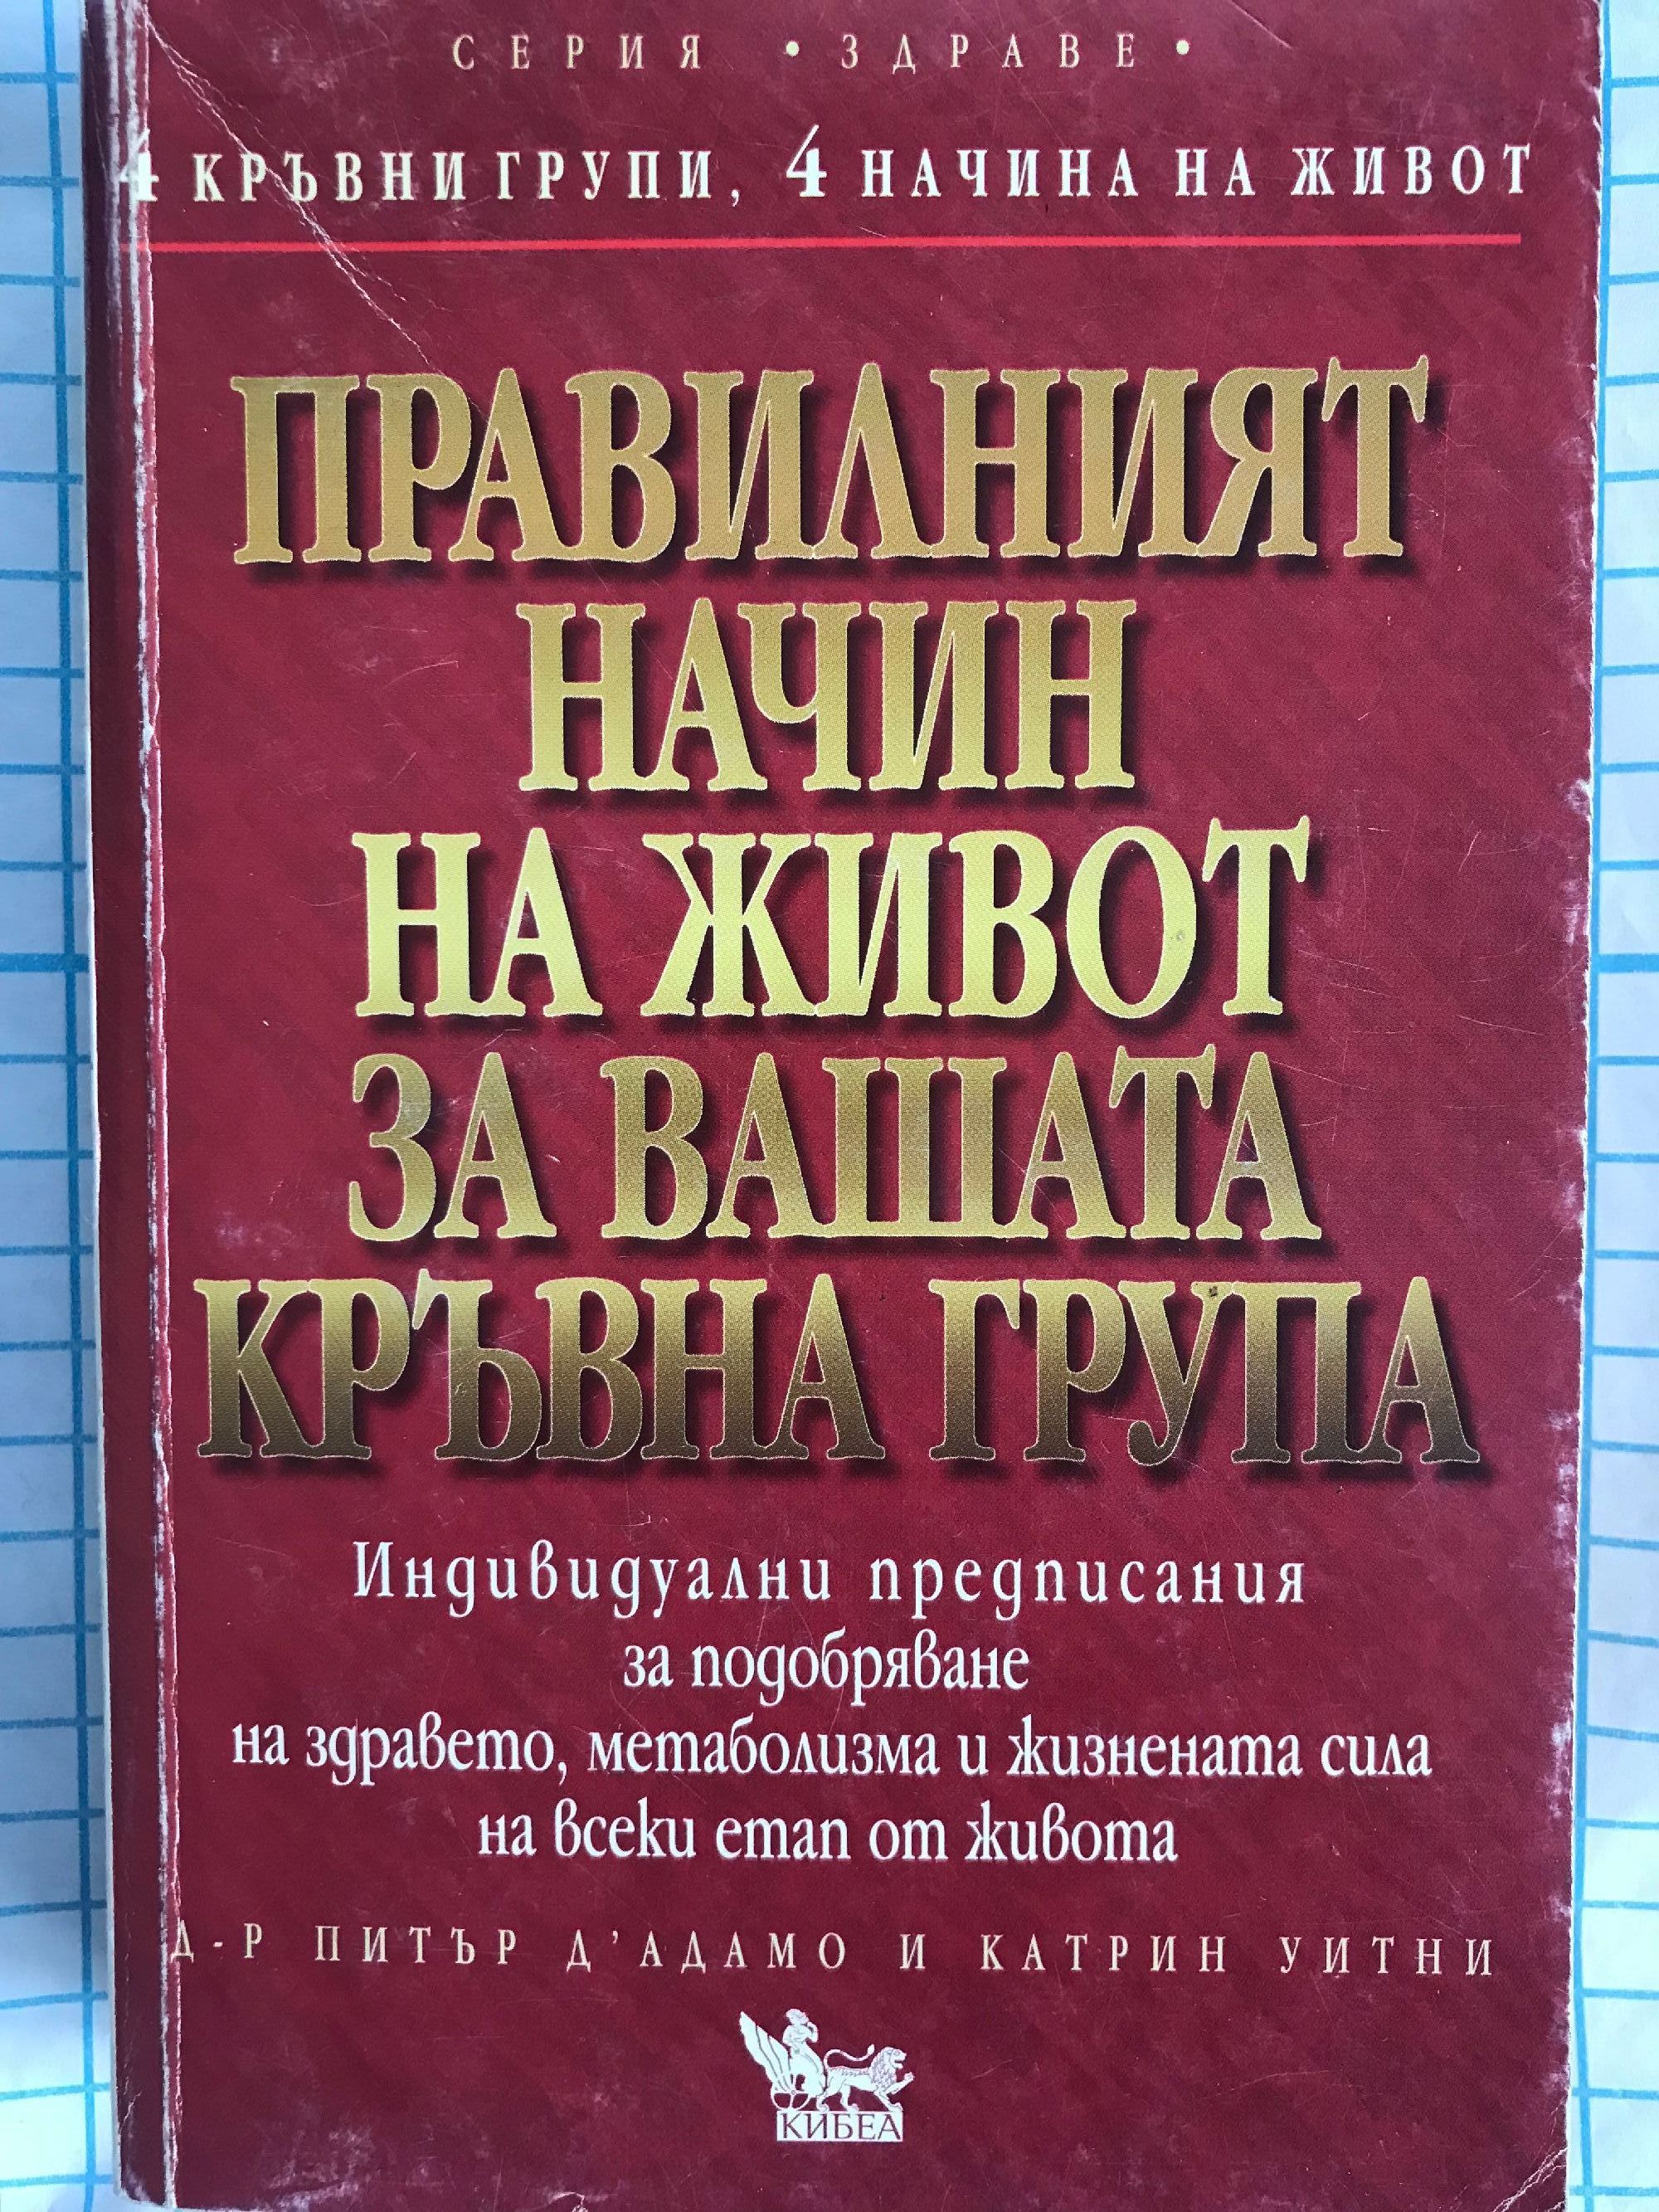 СЕРИЯ • ЗДРАВЕ •
4 КРЪВНИ ГРУПИ, 4 НАЧИНА НА ЖИВОТ
ПРАВИЛНИЯТ
НАЧИН
НА ЖИВОТ
ЗА ВАШАТА
КРЪВНА ГРУПА
Индивидуални предписания
за подобряване
на здравето, метаболизма и жизнената сила
на всеки етап от живота
Д-Р ПИТЪР Д'АДАМО И КАТРИН УИТНИ
КИБЕА